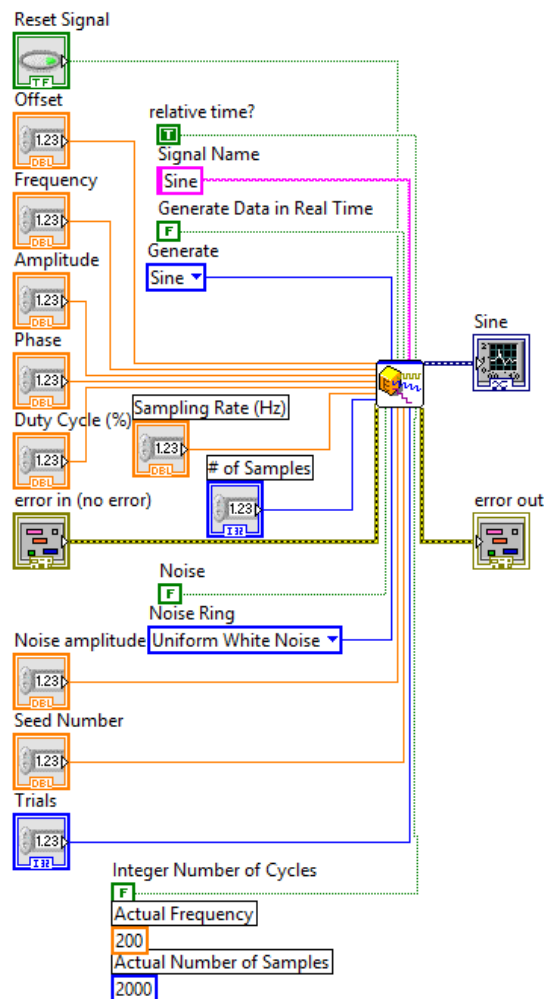 Reset Signal
TF
Offset
1.23
DBL
relative time?
T
Signal Name
Sine
Frequency
1.23
DBL
Generate Data in Real Time
F
Generate
Sine
Amplitude
1.23
DBL
Phase
1.23
DBL
Sine
Duty Cycle (%)
1.23
DBL
Sampling Rate (Hz)
1.23
DBL
# of Samples
1.23
I32
error in (no error)
error out
Noise
F
Noise Ring
Uniform White Noise
Noise amplitude
1.23
DBL
Seed Number
1.23
DBL
Trials
1.23
I32
Integer Number of Cycles
F
Actual Frequency
200
Actual Number of Samples
2000